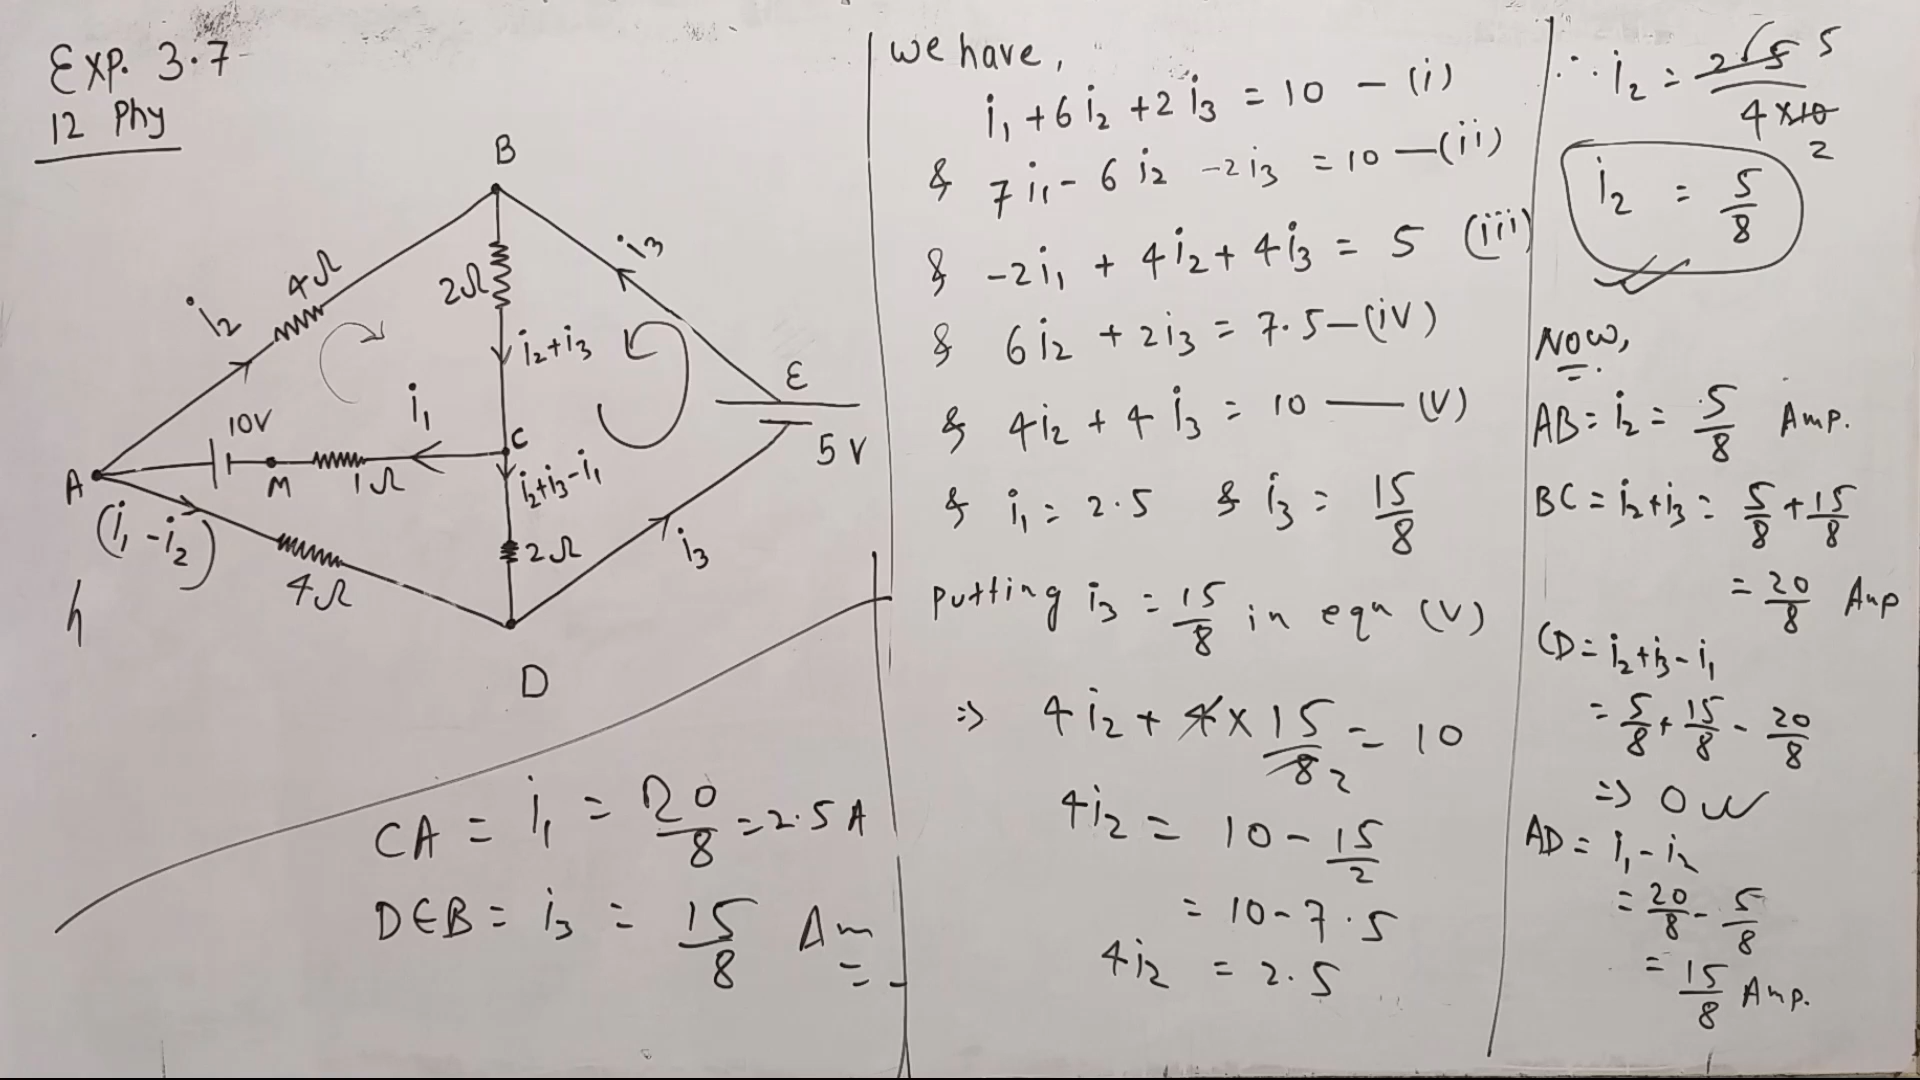 Exp. 3.7
12 Phy
B
i₂
4Ω
2Ω
i₃
i₂+i₃
E
5V
10V
i₁
C
A
M
1Ω
i₂+i₃-i₁
(i₁-i₂)
4Ω
2Ω
i₃
D
h
CA = i₁ = 20/8 = 2.5 A
DEB = i₃ = 15/8 Am
we have,
i₁ + 6i₂ + 2i₃ = 10 - (i)
& 7i₁ - 6i₂ - 2i₃ = 10 - (ii)
& -2i₁ + 4i₂ + 4i₃ = 5 (iii)
& 6i₂ + 2i₃ = 7.5 - (iv)
& 4i₂ + 4i₃ = 10 — (V)
& i₁ = 2.5 & i₃ = 15/8
putting i₃ = 15/8 in eqn (V)
⇒ 4i₂ + 4 × 15/8 2 = 10
4i₂ = 10 - 15/2
= 10 - 7.5
4i₂ = 2.5
∴ i₂ = 5/4×10 2
i₂ = 5/8
Now,
AB = i₂ = 5/8 Amp.
BC = i₂+i₃ = 5/8 + 15/8
= 20/8 Amp
CD = i₂+i₃-i₁
= 5/8 + 15/8 - 20/8
⇒ 0
AD = i₁ - i₂
= 20/8 - 5/8
= 15/8 Amp.